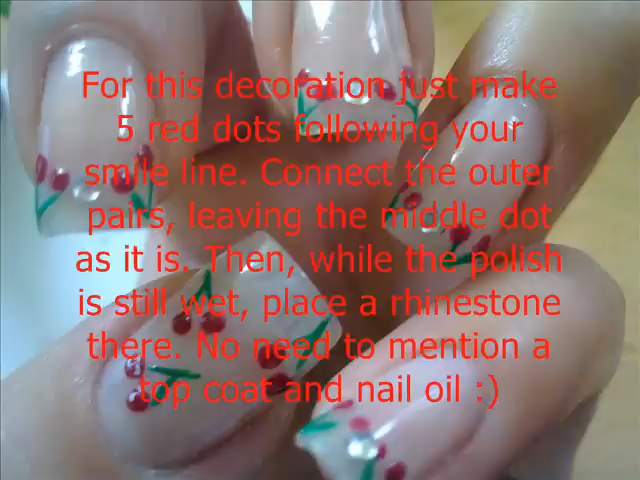 For this decoration just make
5 red dots following your
smile line. Connect the outer
pairs, leaving the middle dot
as it is. Then, while the polish
is still wet, place a rhinestone
there. No need to mention a
top coat and nail oil :)